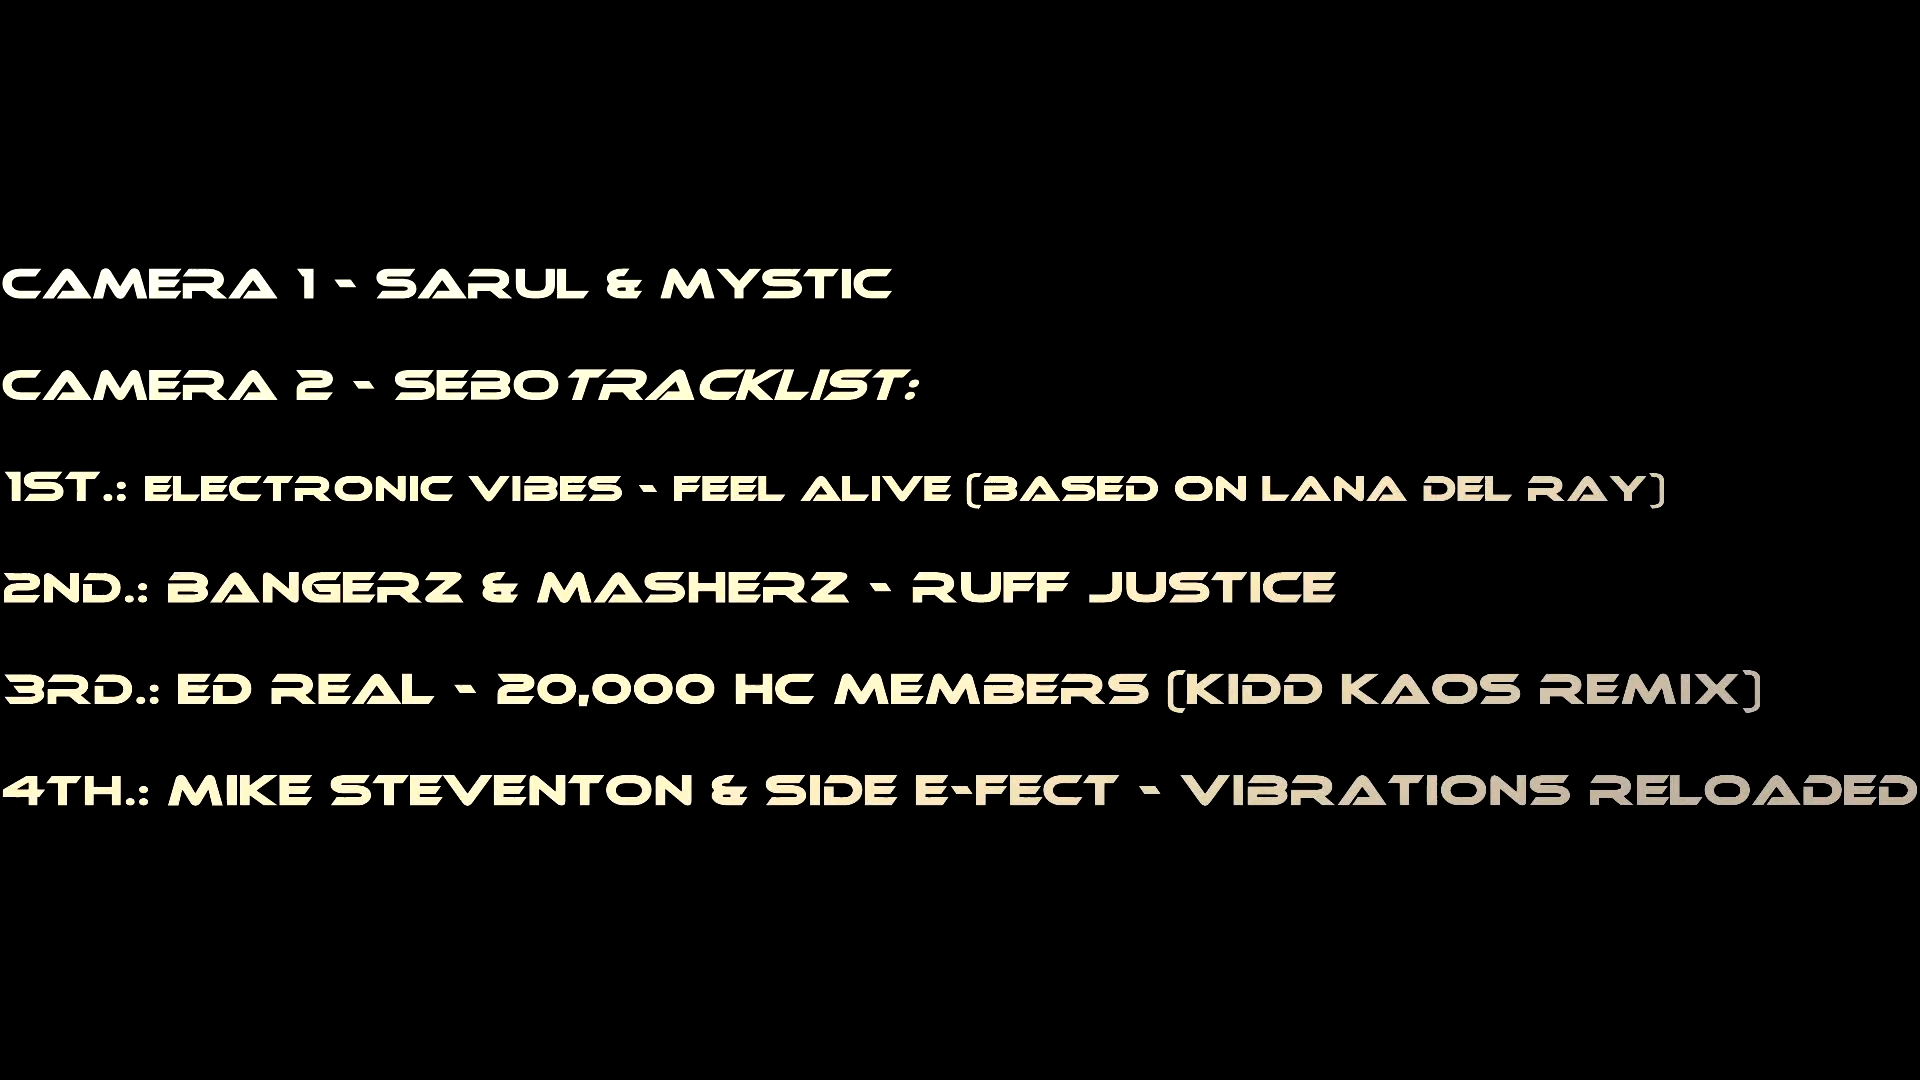 CAMERA 1 - SARUL & MYSTIC
CAMERA 2 - SEBOTRACKLIST:
1ST.: ELECTRONIC VIBES - FEEL ALIVE (BASED ON LANA DEL RAY)
2ND.: BANGERZ & MASHERZ - RUFF JUSTICE
3RD.: ED REAL - 20,000 HC MEMBERS (KIDD KAOS REMIX)
4TH.: MIKE STEVENTON & SIDE E-FECT - VIBRATIONS RELOADED